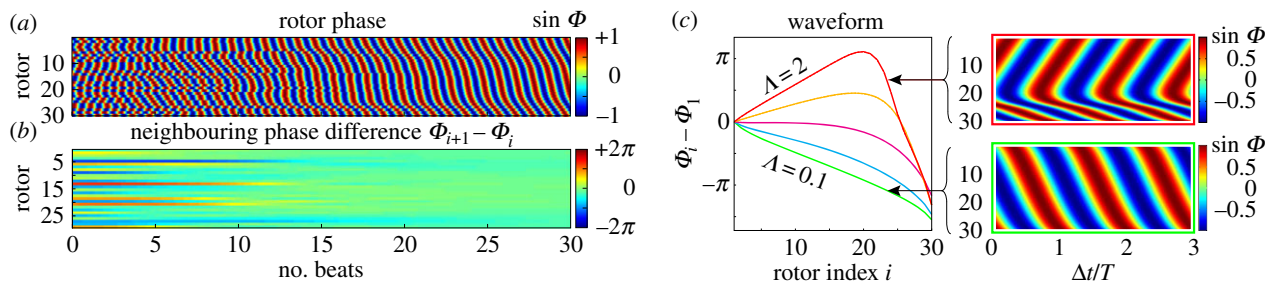 (a)
rotor phase
sin Φ
rotor
10
20
30
+1
0
−1
(b)
neighbouring phase difference Φi+1 − Φi
rotor
5
15
25
+2π
0
−2π
0
5
10
15
20
25
30
no. beats
(c)
waveform
Φi − Φ1
π
0
−π
Λ = 2
Λ = 0.1
10
20
30
rotor index i
sin Φ
10
20
30
0.5
0
−0.5
sin Φ
10
20
30
0.5
0
−0.5
0
1
2
3
Δt/T